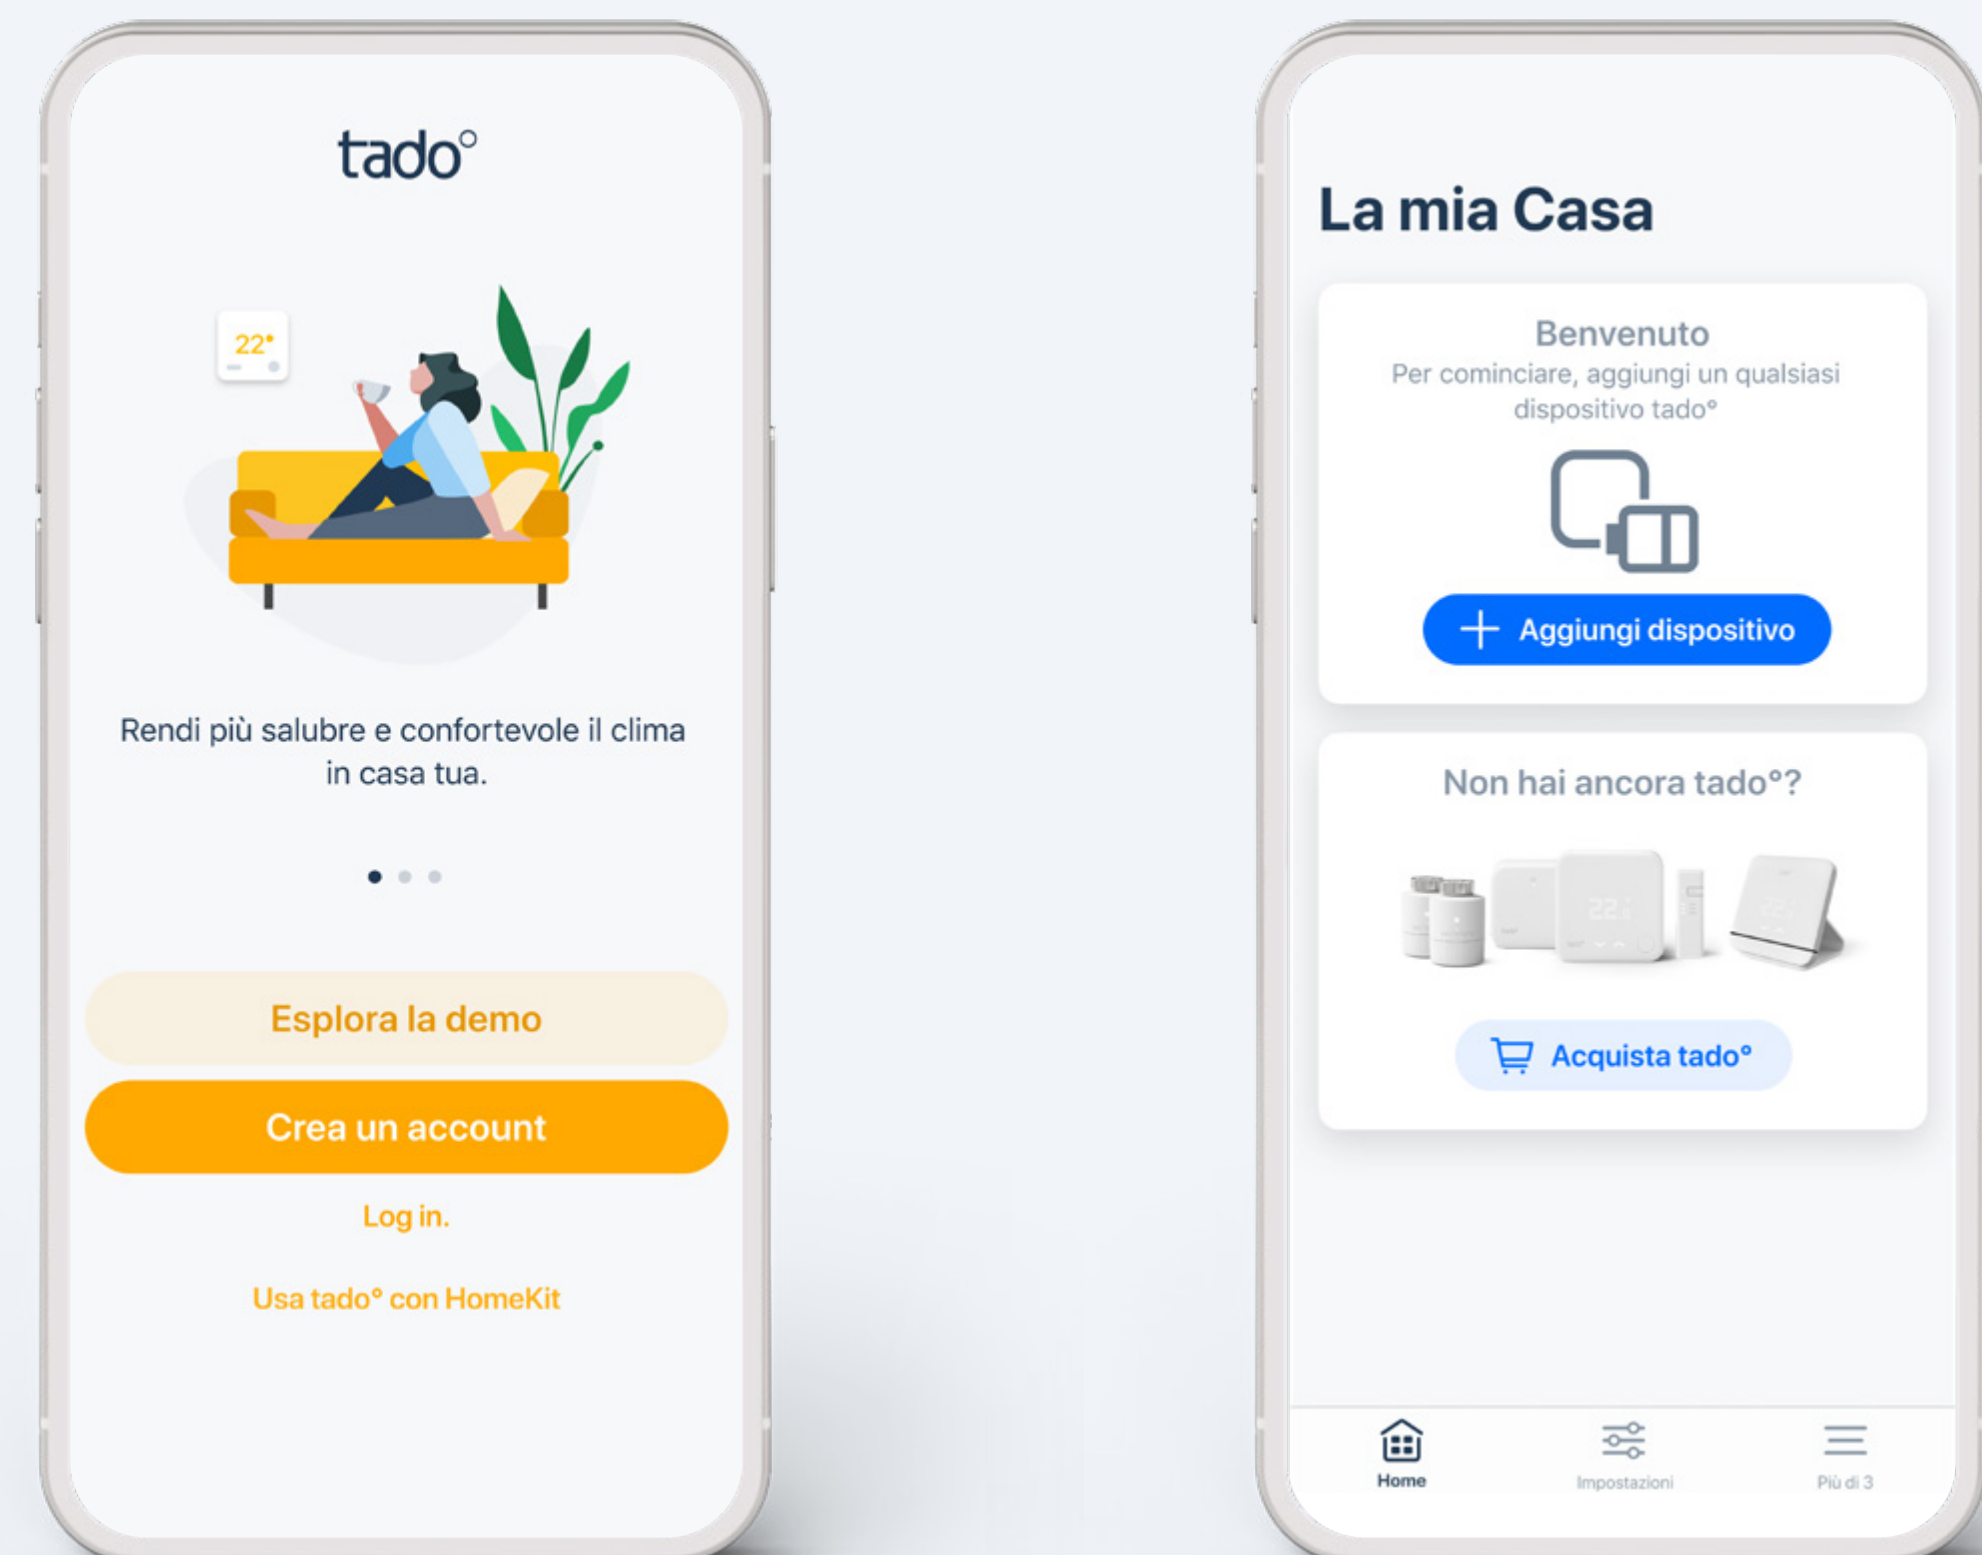 tado°
22°
Rendi più salubre e confortevole il clima
in casa tua.
Esplora la demo
Crea un account
Log in.
Usa tado° con HomeKit
La mia Casa
Benvenuto
Per cominciare, aggiungi un qualsiasi
dispositivo tado°
Aggiungi dispositivo
Non hai ancora tado°?
Acquista tado°
Home
Impostazioni
Più di 3